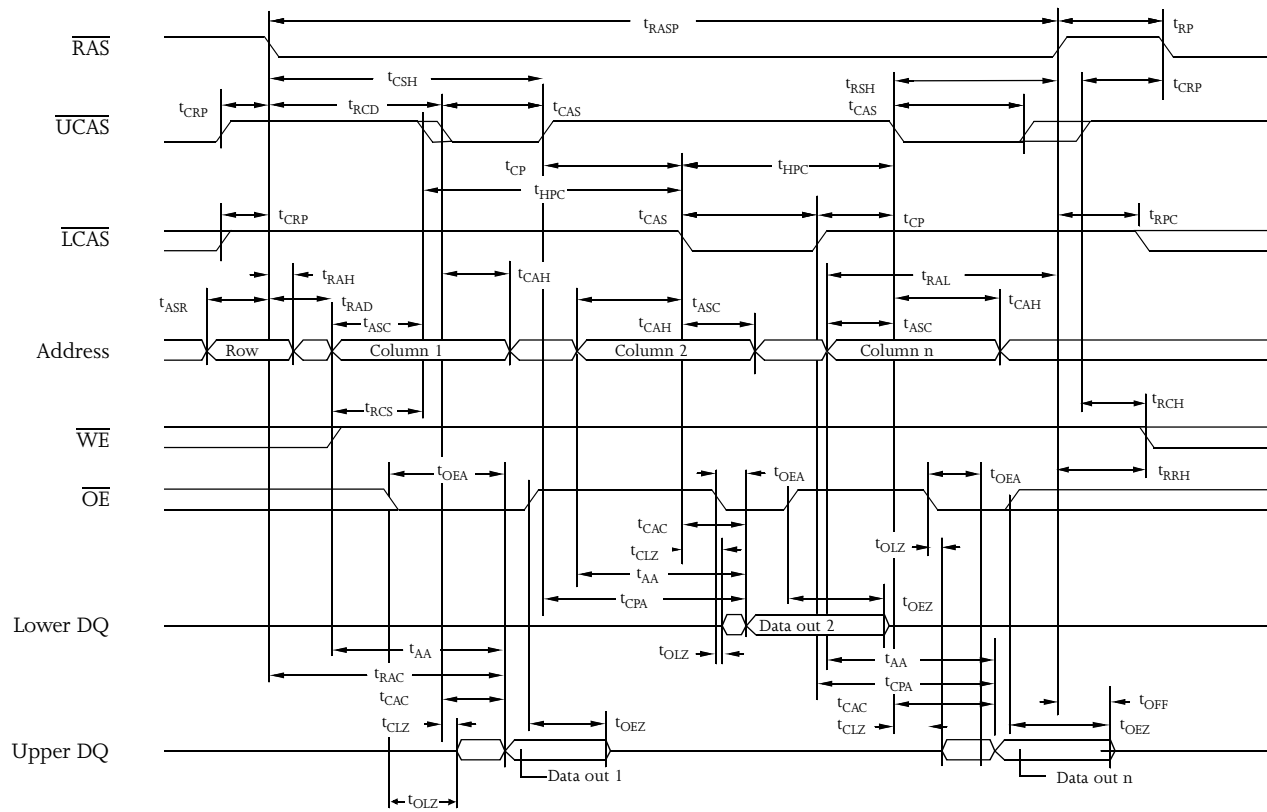 tRASP
tRP
RAS
tCSH
tRSH
tCRP
tCRP
tRCD
tCAS
tCAS
UCAS
tCP
tHPC
tHPC
tCRP
tCAS
tCP
tRPC
LCAS
tRAH
tCAH
tRAL
tASR
tRAD
tASC
tCAH
tASC
tCAH
tASC
Address
Row
Column 1
Column 2
Column n
tRCS
tRCH
WE
tOEA
tOEA
tOEA
tRRH
OE
tCAC
tCLZ
tOLZ
tAA
tCPA
tOEZ
Lower DQ
Data out 2
tAA
tOLZ
tAA
tRAC
tCPA
tCAC
tCAC
tOFF
tCLZ
tOEZ
tCLZ
tOEZ
Upper DQ
Data out 1
Data out n
tOLZ